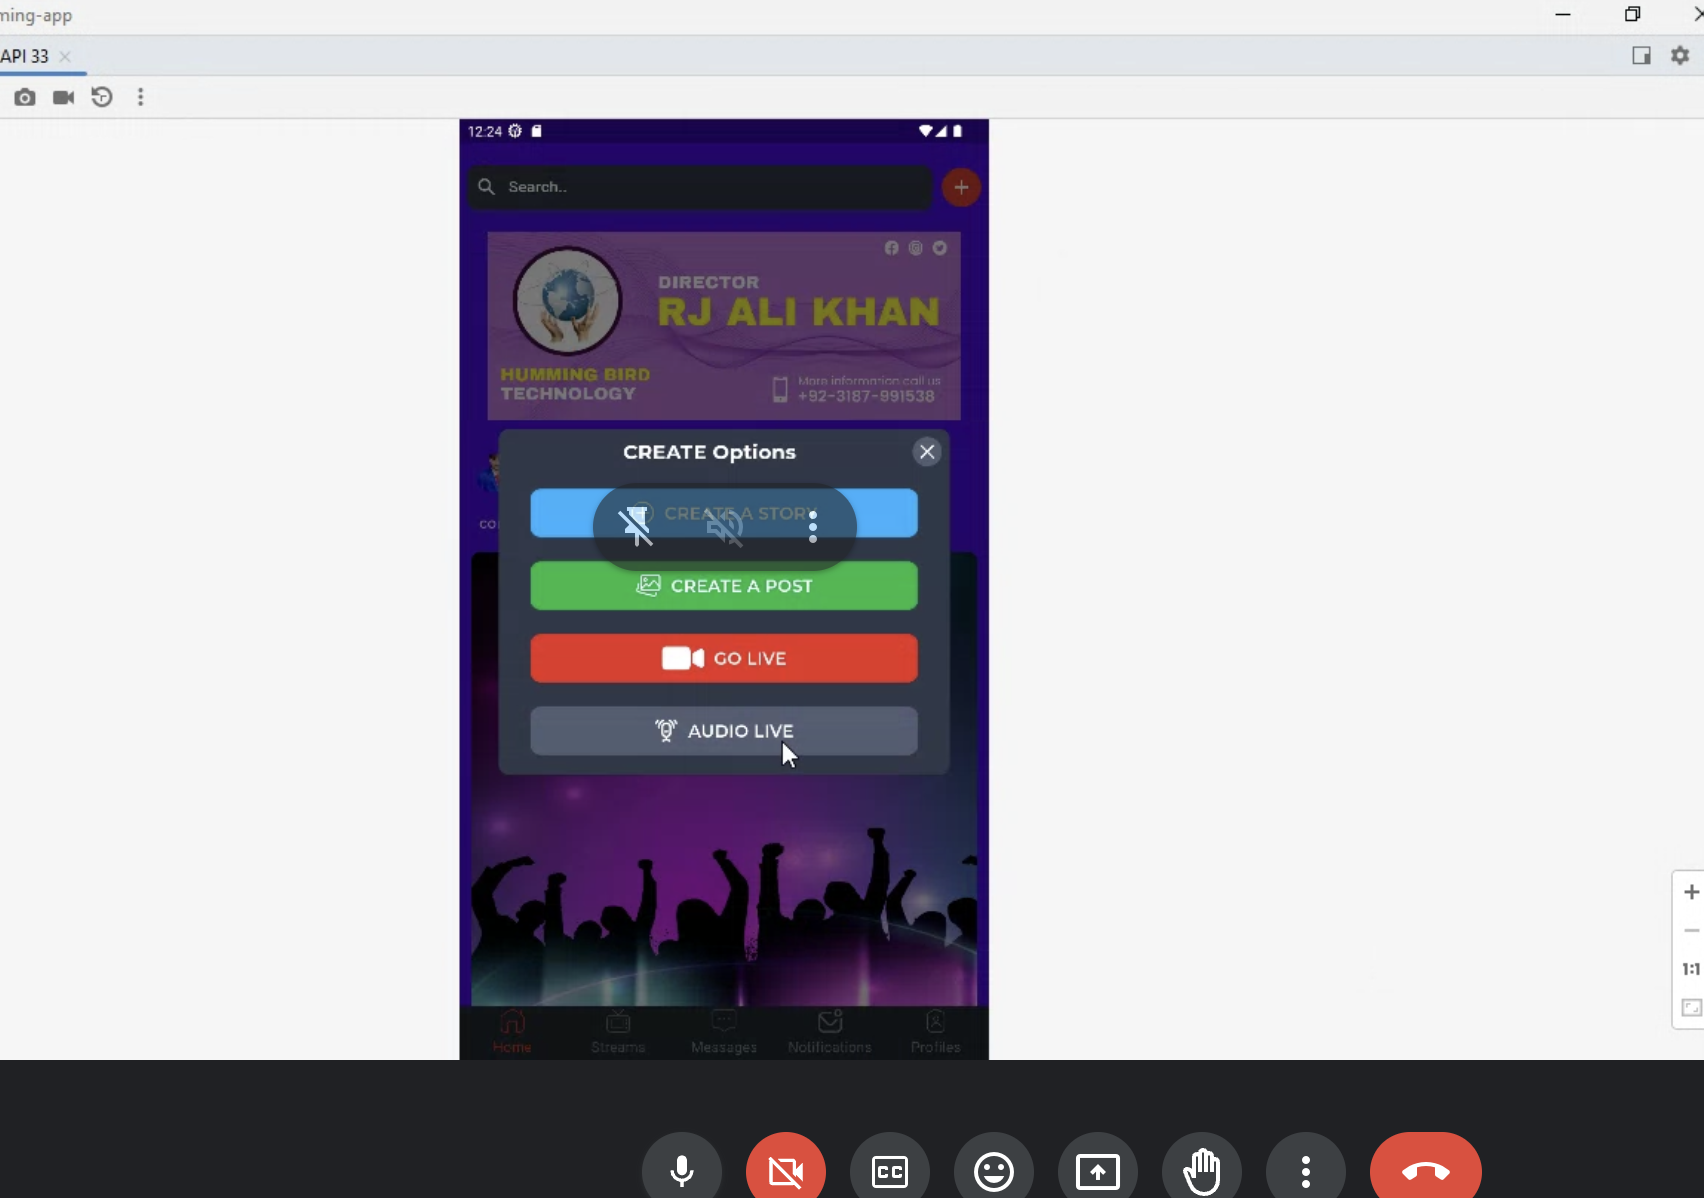 ming-app
API 33
12:24
Search..
DIRECTOR
RJ ALI KHAN
HUMMING BIRD
TECHNOLOGY
More information call us
+92-3187-991538
CREATE Options
CREATE A STORY
CREATE A POST
GO LIVE
AUDIO LIVE
1:1
Home
Streams
Messages
Notifications
Profiles
CC